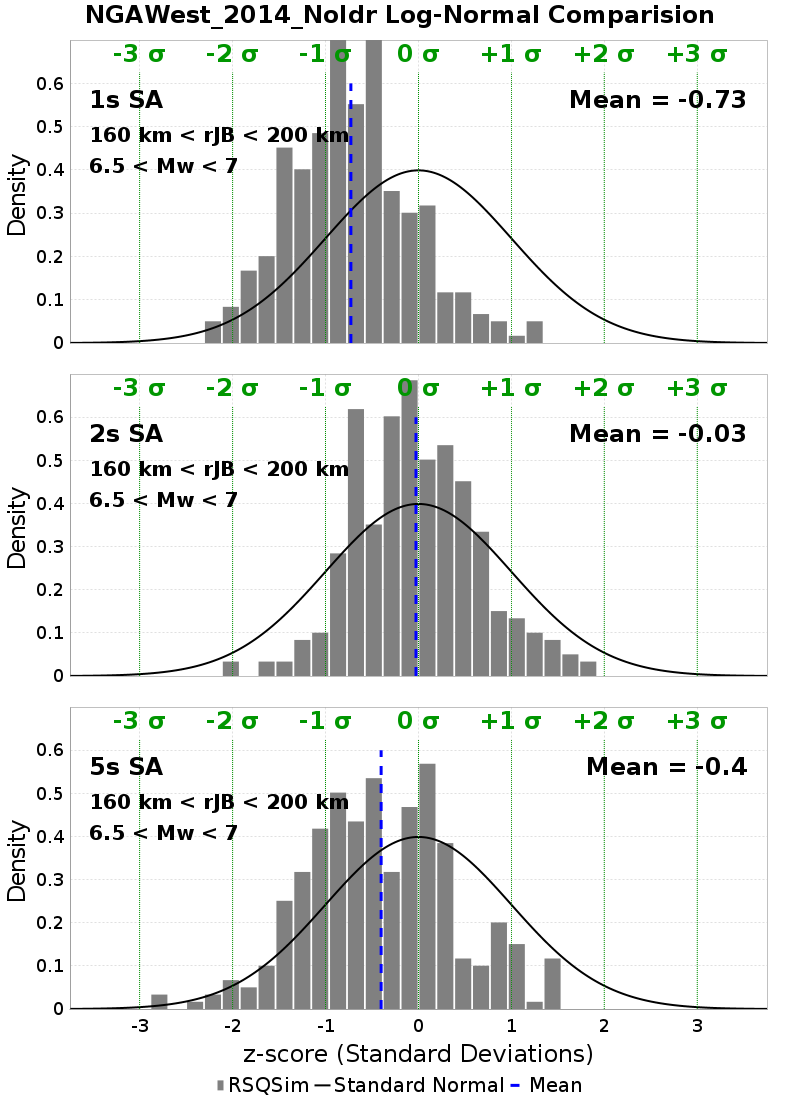 NGAWest_2014_NoIdr Log-Normal Comparision
-3 σ -2 σ -1 σ 0 σ +1 σ +2 σ +3 σ
0.6
1s SA Mean = -0.73
0.5
160 km < rJB < 200 km
0.4
6.5 < Mw < 7
0.3
0.2
0.1
0
Density
-3 σ -2 σ -1 σ 0 σ +1 σ +2 σ +3 σ
0.6
2s SA Mean = -0.03
0.5
160 km < rJB < 200 km
0.4
6.5 < Mw < 7
0.3
0.2
0.1
0
Density
-3 σ -2 σ -1 σ 0 σ +1 σ +2 σ +3 σ
0.6
5s SA Mean = -0.4
0.5
160 km < rJB < 200 km
0.4
6.5 < Mw < 7
0.3
0.2
0.1
0
Density
-3 -2 -1 0 1 2 3
z-score (Standard Deviations)
RSQSim Standard Normal Mean